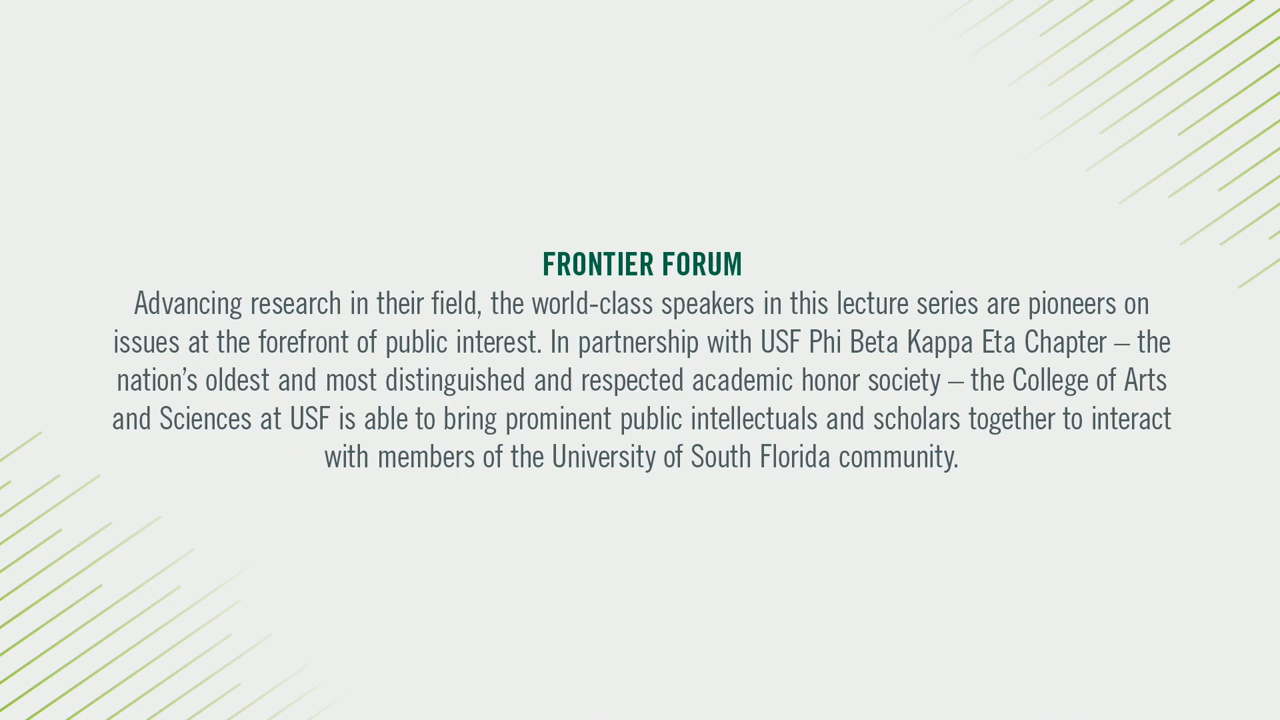 FRONTIER FORUM
Advancing research in their field, the world-class speakers in this lecture series are pioneers on
issues at the forefront of public interest. In partnership with USF Phi Beta Kappa Eta Chapter – the
nation’s oldest and most distinguished and respected academic honor society – the College of Arts
and Sciences at USF is able to bring prominent public intellectuals and scholars together to interact
with members of the University of South Florida community.